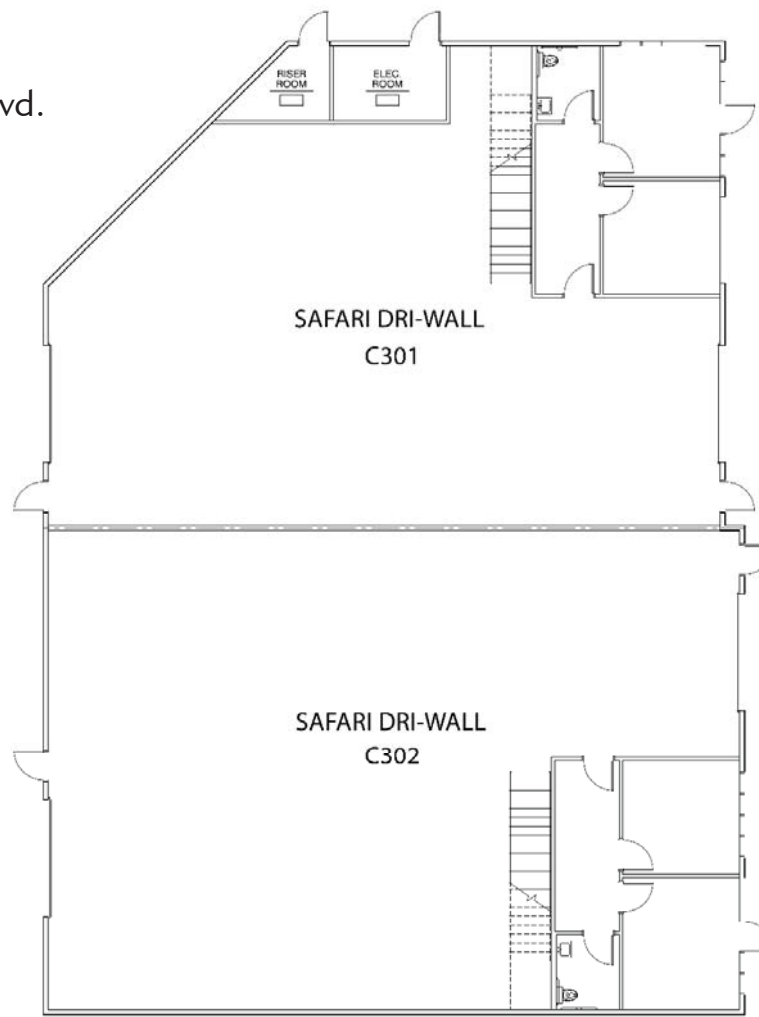 vd.
RISER
ROOM
ELEC.
ROOM
SAFARI DRI-WALL
C301
SAFARI DRI-WALL
C302